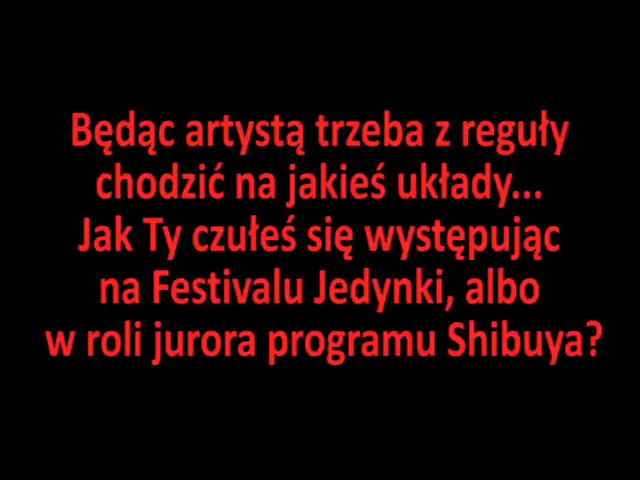 Będąc artystą trzeba z reguły
chodzić na jakieś układy...
Jak Ty czułeś się występując
na Festivalu Jedynki, albo
w roli jurora programu Shibuya?